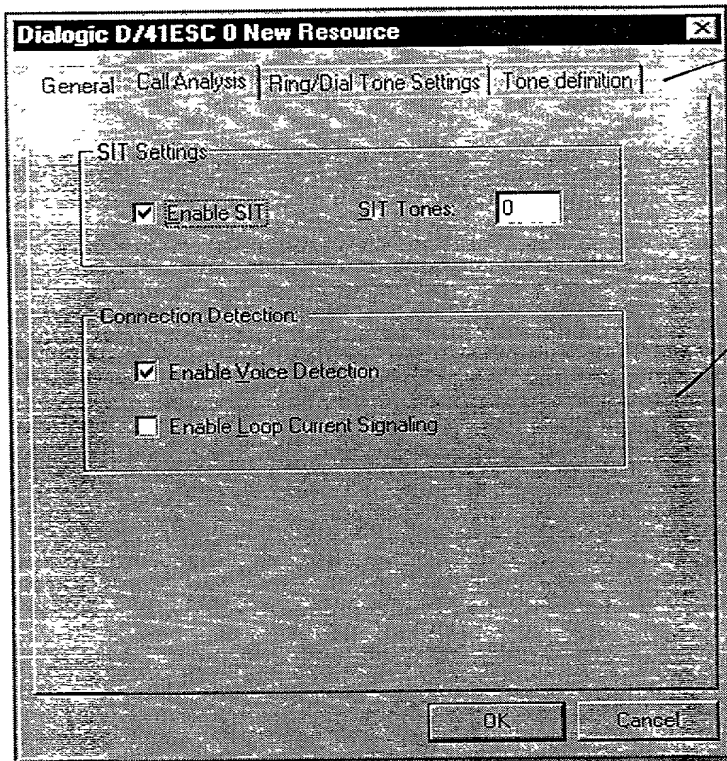 Dialogic D/41ESC 0 New Resource
General Call Analysis Ring/Dial Tone Settings Tone definition
SIT Settings
Enable SIT SIT Tones: 0
Connection Detection:
Enable Voice Detection
Enable Loop Current Signaling
OK Cancel